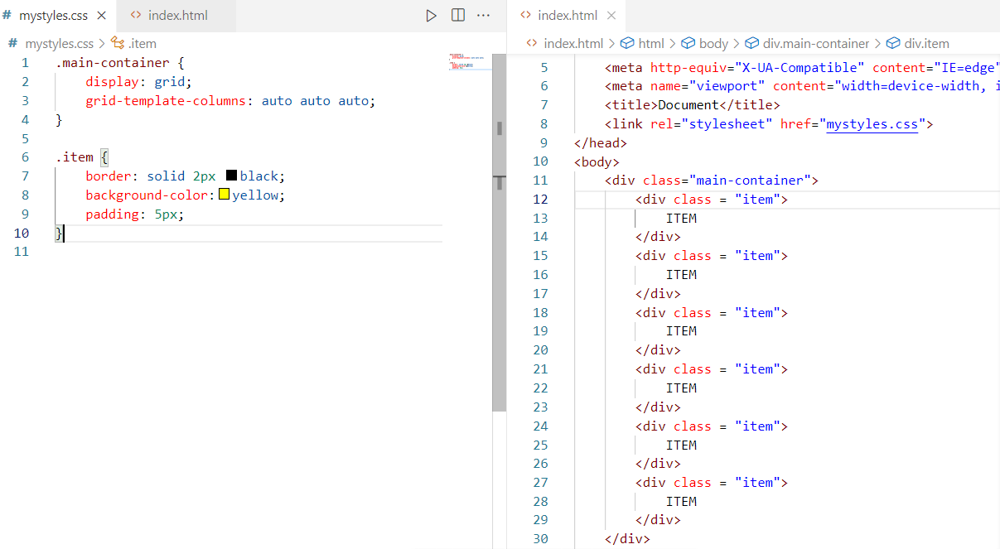 # mystyles.css × <> index.html ▷ ···
# mystyles.css > .item
1 .main-container {
2     display: grid;
3     grid-template-columns: auto auto auto;
4 }
5
6 .item {
7     border: solid 2px black;
8     background-color: yellow;
9     padding: 5px;
10 }
11
<> index.html ×
<> index.html > html > body > div.main-container > div.item
5     <meta http-equiv="X-UA-Compatible" content="IE=edge"
6     <meta name="viewport" content="width=device-width, i
7     <title>Document</title>
8     <link rel="stylesheet" href="mystyles.css">
9 </head>
10 <body>
11     <div class="main-container">
12         <div class = "item">
13             ITEM
14         </div>
15         <div class = "item">
16             ITEM
17         </div>
18         <div class = "item">
19             ITEM
20         </div>
21         <div class = "item">
22             ITEM
23         </div>
24         <div class = "item">
25             ITEM
26         </div>
27         <div class = "item">
28             ITEM
29         </div>
30     </div>